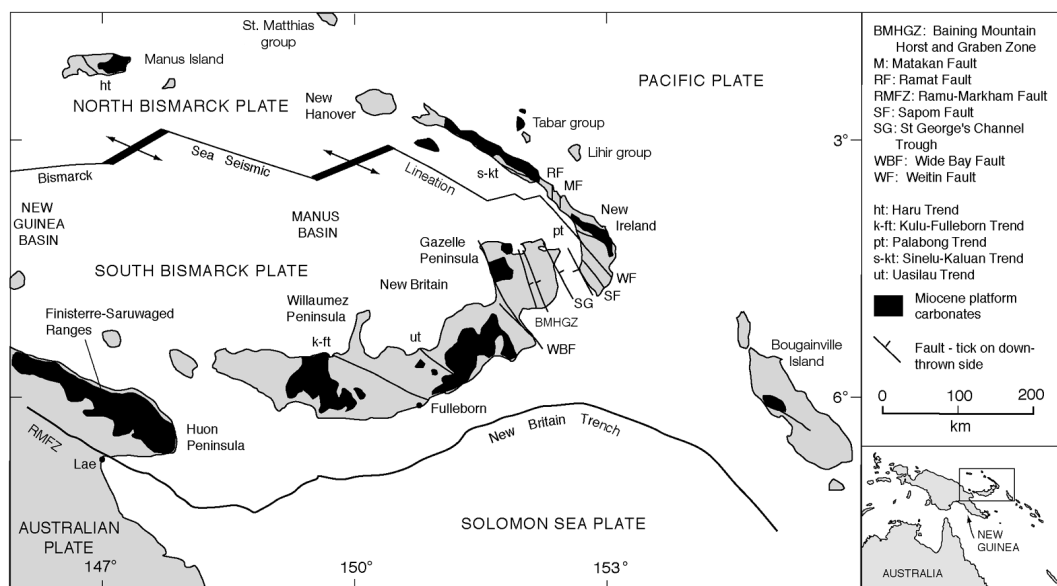 St. Matthias
group
Manus Island
ht
NORTH BISMARCK PLATE
New
Hanover
PACIFIC PLATE
Tabar group
Lihir group
3°
Sea Seismic
Lineation
Bismarck
s-kt
RF
MF
New
Ireland
NEW
GUINEA
BASIN
MANUS
BASIN
pt
Gazelle
Peninsula
SOUTH BISMARCK PLATE
New Britain
WF
SF
SG
BMHGZ
WBF
Willaumez
Peninsula
Finisterre-Saruwaged
Ranges
k-ft
ut
Bougainville
Island
Fulleborn
6°
Huon
Peninsula
RMFZ
Lae
New Britain Trench
AUSTRALIAN
PLATE
SOLOMON SEA PLATE
147°
150°
153°
BMHGZ: Baining Mountain
Horst and Graben Zone
M: Matakan Fault
RF: Ramat Fault
RMFZ: Ramu-Markham Fault
SF: Sapom Fault
SG: St George's Channel
Trough
WBF: Wide Bay Fault
WF: Weitin Fault
ht: Haru Trend
k-ft: Kulu-Fulleborn Trend
pt: Palabong Trend
s-kt: Sinelu-Kaluan Trend
ut: Uasilau Trend
Miocene platform
carbonates
Fault - tick on down-
thrown side
0 100 200
km
NEW
GUINEA
AUSTRALIA